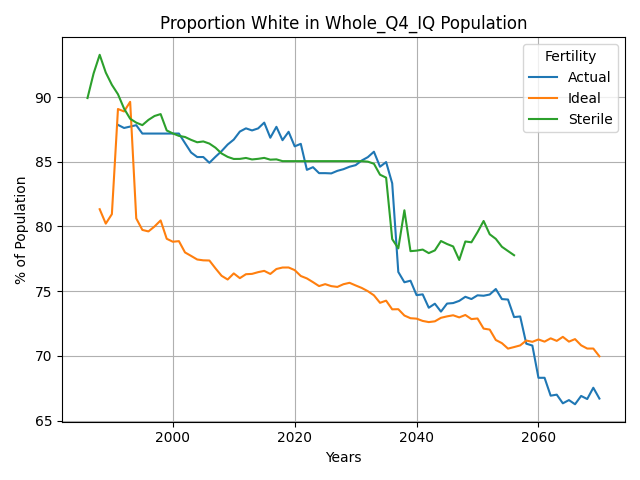 Proportion White in Whole_Q4_IQ Population
Fertility
Actual
Ideal
Sterile
% of Population
90
85
80
75
70
65
2000
2020
2040
2060
Years